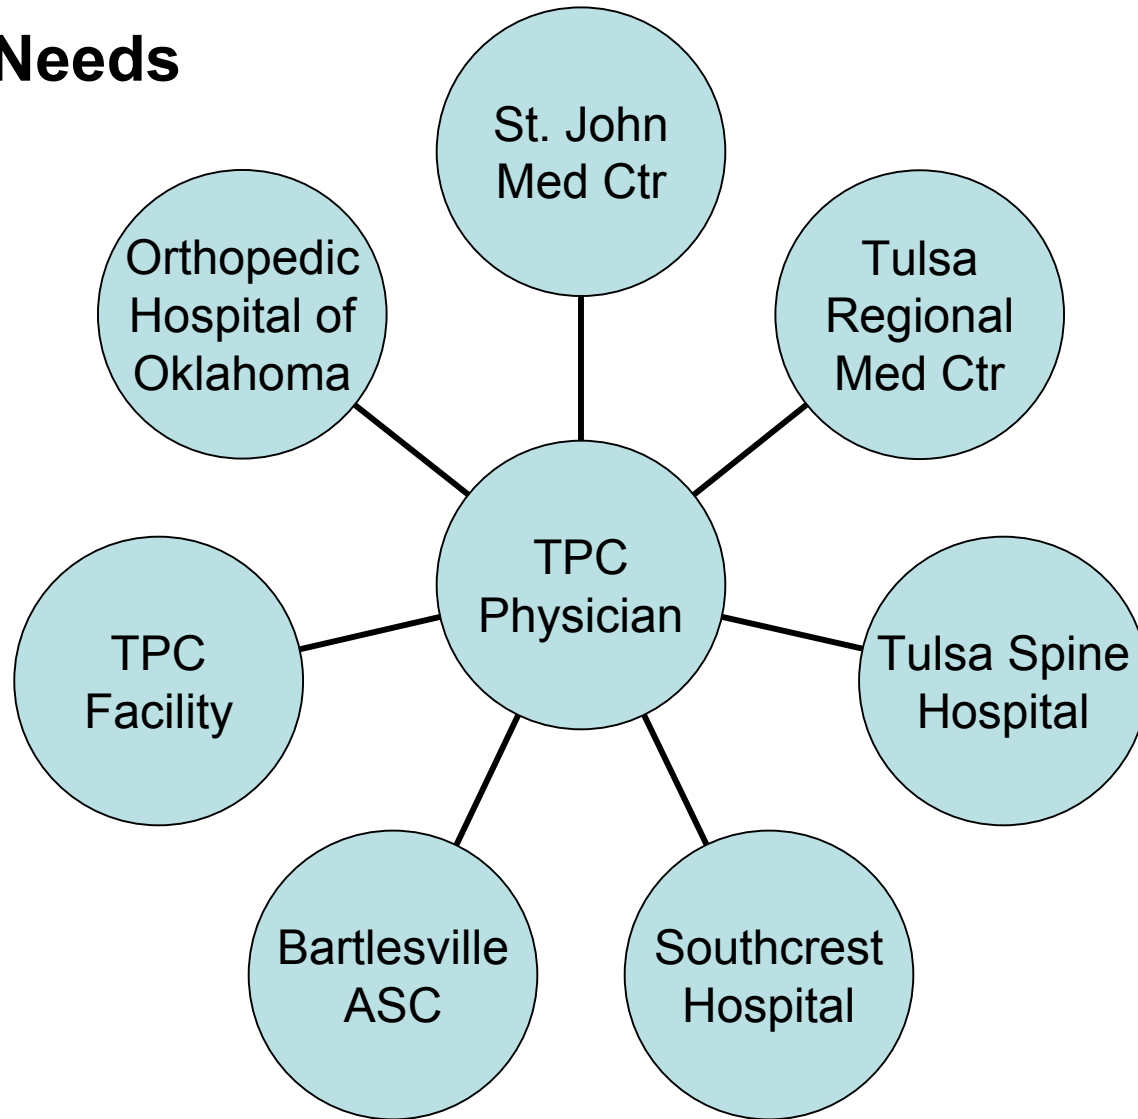 Needs
St. John
Med Ctr
Orthopedic
Hospital of
Oklahoma
Tulsa
Regional
Med Ctr
TPC
Physician
TPC
Facility
Tulsa Spine
Hospital
Bartlesville
ASC
Southcrest
Hospital